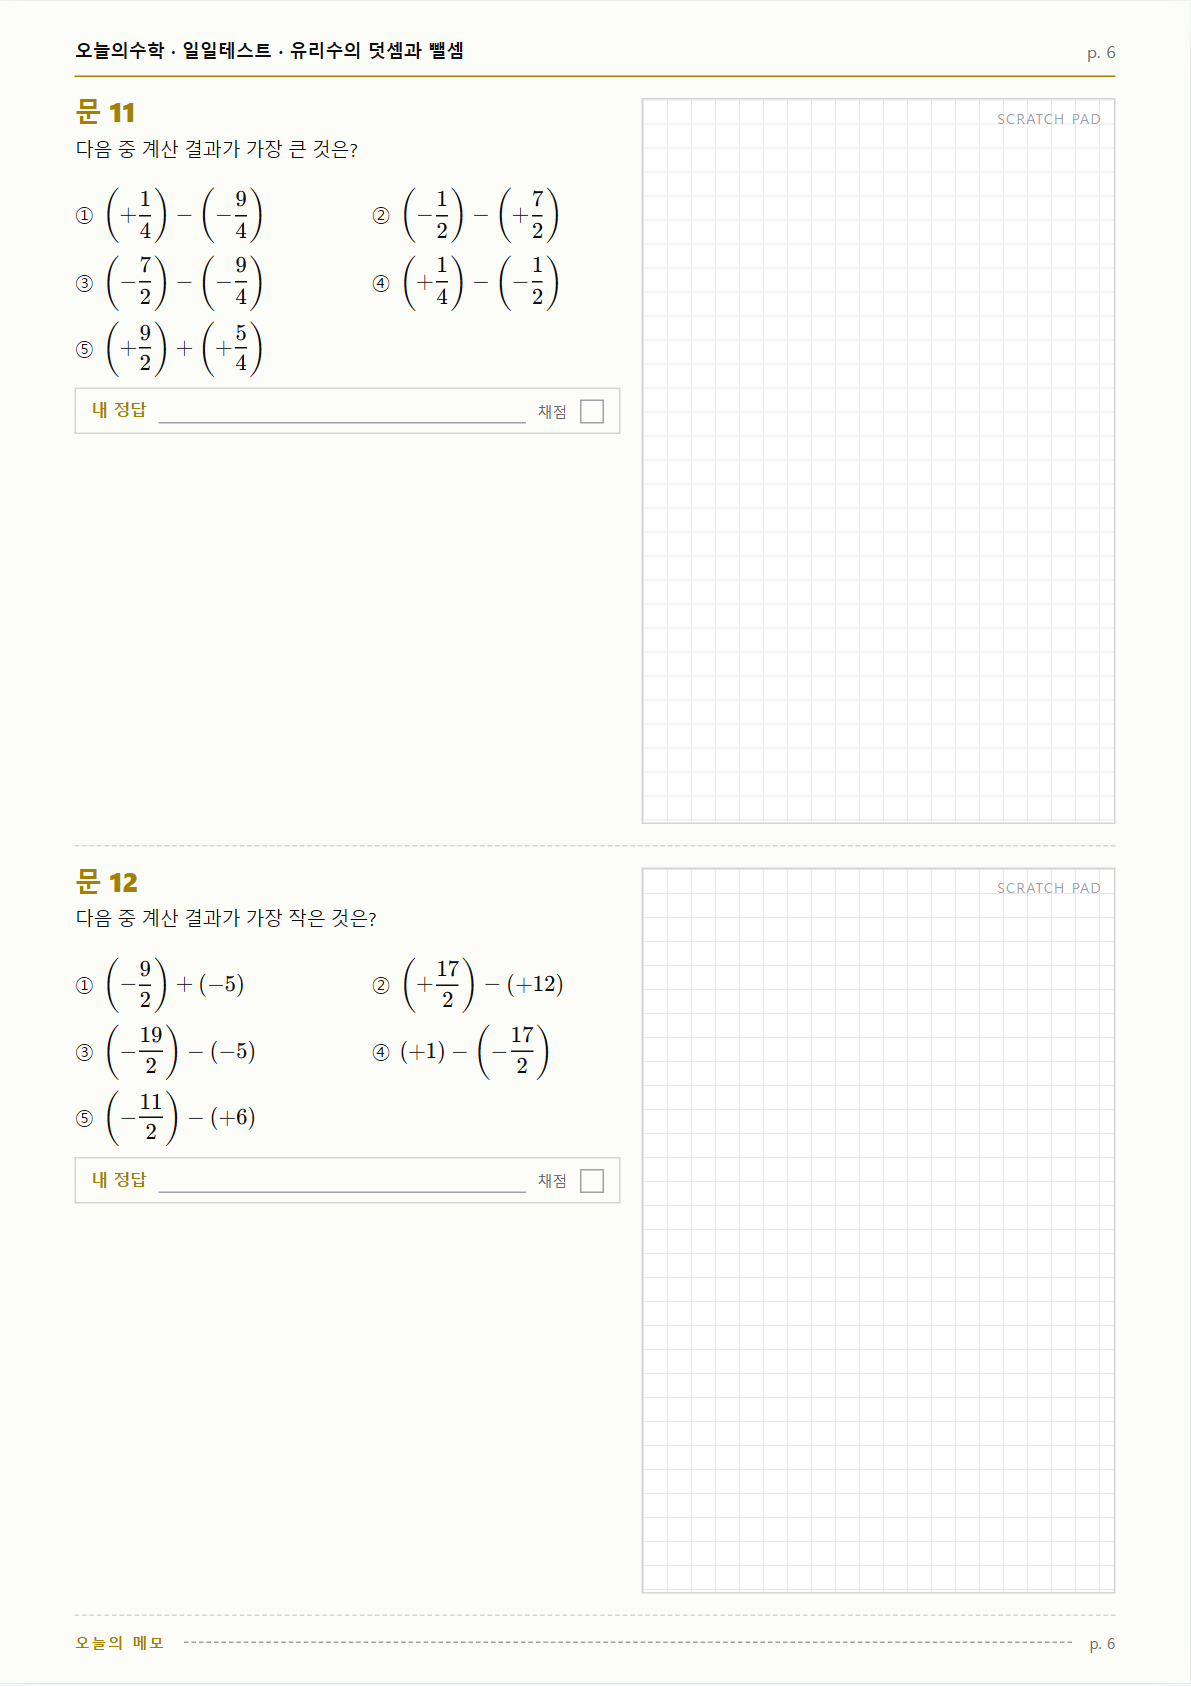 오늘의수학 · 일일테스트 · 유리수의 덧셈과 뺄셈
p. 6
문 11
다음 중 계산 결과가 가장 큰 것은?
① (+1/4) − (−9/4)
② (−1/2) − (+7/2)
③ (−7/2) − (−9/4)
④ (+1/4) − (−1/2)
⑤ (+9/2) + (+5/4)
내 정답
채점
SCRATCH PAD
문 12
다음 중 계산 결과가 가장 작은 것은?
① (−9/2) + (−5)
② (+17/2) − (+12)
③ (−19/2) − (−5)
④ (+1) − (−17/2)
⑤ (−11/2) − (+6)
내 정답
채점
SCRATCH PAD
오늘의 메모
p. 6